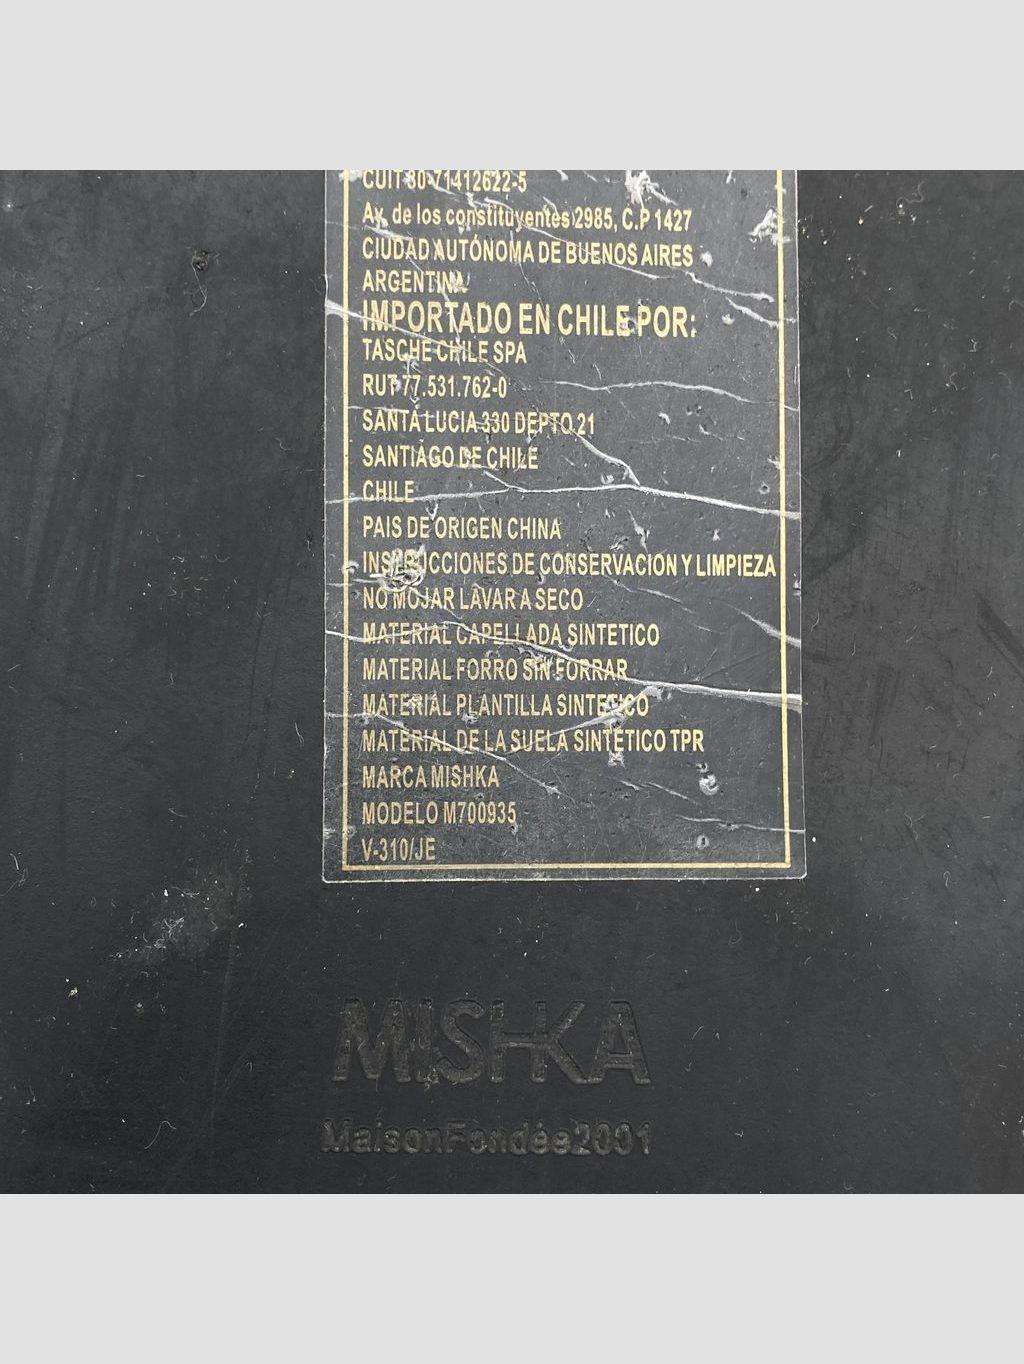 CUIT 30-71412622-5
Av. de los constituyentes 2985, C.P 1427
CIUDAD AUTÓNOMA DE BUENOS AIRES
ARGENTINA
IMPORTADO EN CHILE POR:
TASCHE CHILE SPA
RUT 77.531.762-0
SANTA LUCIA 330 DEPTO 21
SANTIAGO DE CHILE
CHILE
PAIS DE ORIGEN CHINA
INSTRUCCIONES DE CONSERVACION Y LIMPIEZA
NO MOJAR LAVAR A SECO
MATERIAL CAPELLADA SINTETICO
MATERIAL FORRO SIN FORRAR
MATERIAL PLANTILLA SINTETICO
MATERIAL DE LA SUELA SINTETICO TPR
MARCA MISHKA
MODELO M700935
V-310/JE
MISHKA
MaisonFondée2001